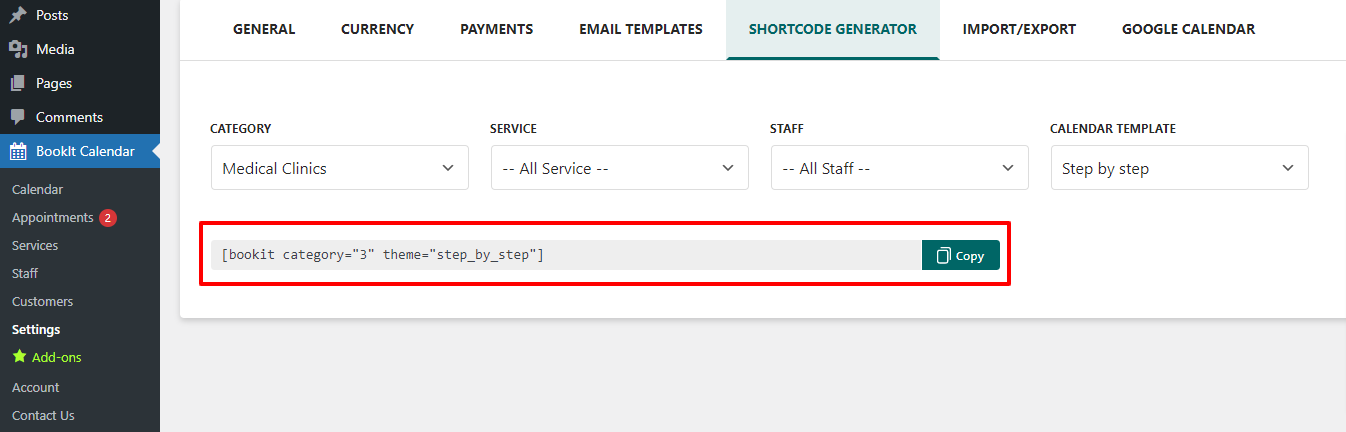 Posts
Media
Pages
Comments
BookIt Calendar
Calendar
Appointments 2
Services
Staff
Customers
Settings
Add-ons
Account
Contact Us
GENERAL CURRENCY PAYMENTS EMAIL TEMPLATES SHORTCODE GENERATOR IMPORT/EXPORT GOOGLE CALENDAR
CATEGORY SERVICE STAFF CALENDAR TEMPLATE
Medical Clinics -- All Service -- -- All Staff -- Step by step
[bookit category="3" theme="step_by_step"] Copy